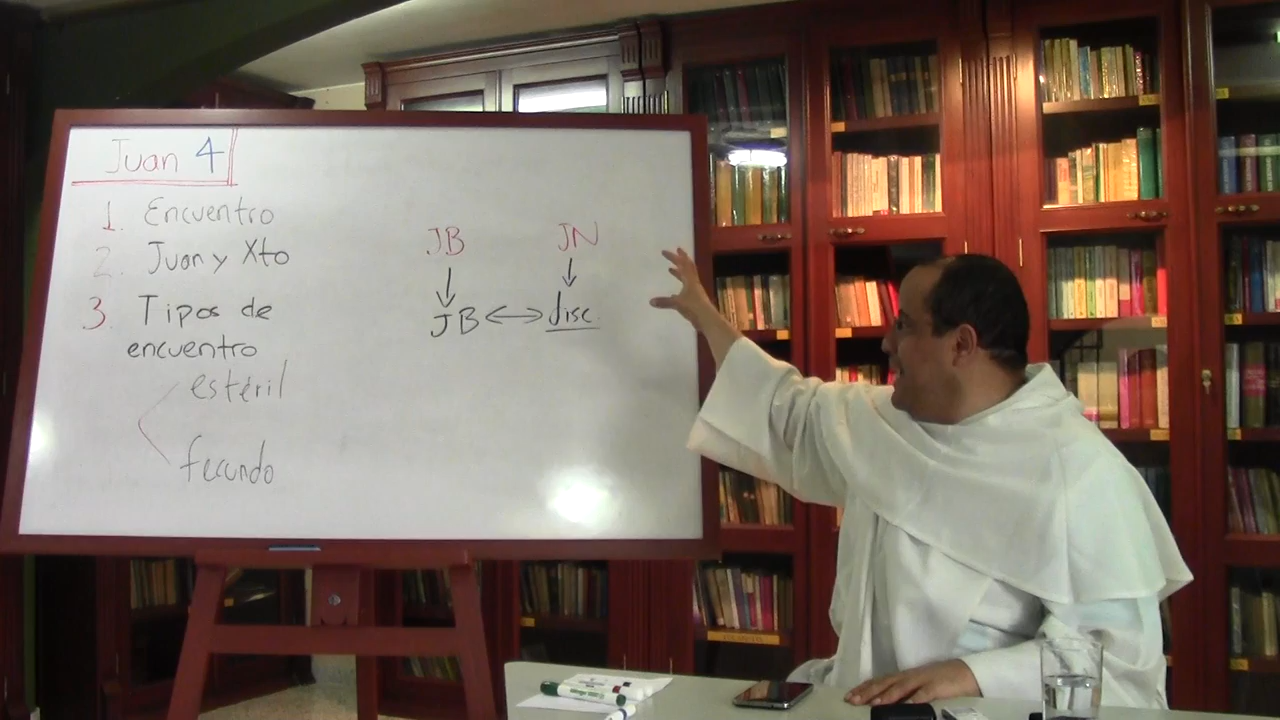 Juan 4
1. Encuentro
2. Juan y Xto
3. Tipos de
encuentro
estéril
fecundo
JB JN
JB disc.